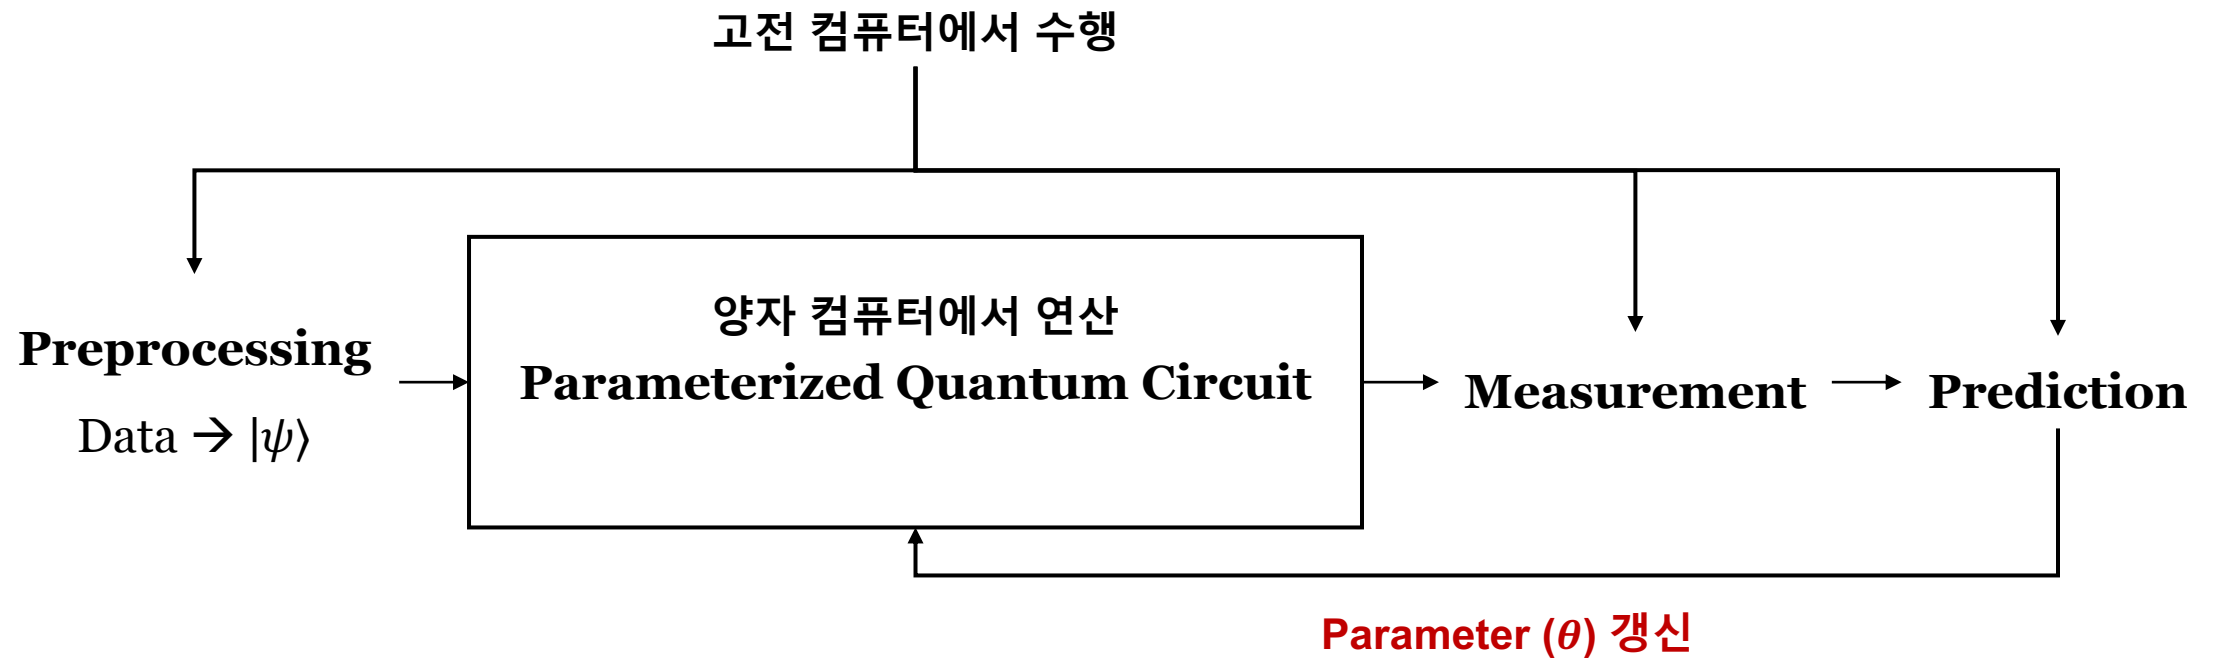 고전 컴퓨터에서 수행
Preprocessing
Data → |ψ⟩
양자 컴퓨터에서 연산
Parameterized Quantum Circuit
Measurement
Prediction
Parameter (θ) 갱신